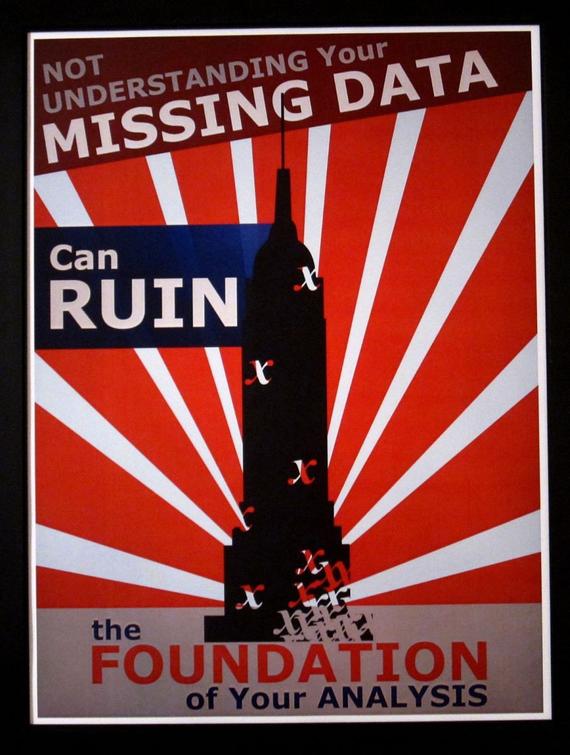 NOT
UNDERSTANDING Your
MISSING DATA
Can
RUIN
x
x
x
x
x
x
the
FOUNDATION
of Your ANALYSIS